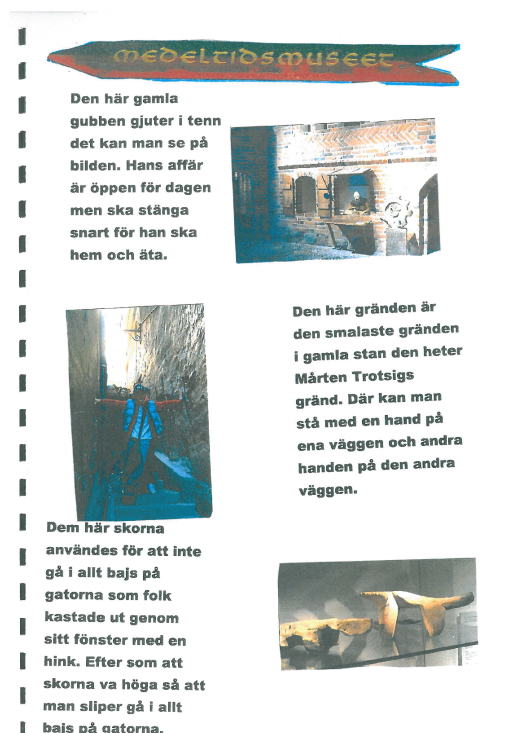 MEDELTIDSMUSEET
Den här gamla
gubben gjuter i tenn
det kan man se på
bilden. Hans affär
är öppen för dagen
men ska stänga
snart för han ska
hem och äta.
Den här gränden är
den smalaste gränden
i gamla stan den heter
Mårten Trotsigs
gränd. Där kan man
stå med en hand på
ena väggen och andra
handen på den andra
väggen.
Dem här skorna
användes för att inte
gå i allt bajs på
gatorna som folk
kastade ut genom
sitt fönster med en
hink. Efter som att
skorna va höga så att
man sliper gå i allt
bajs på gatorna.